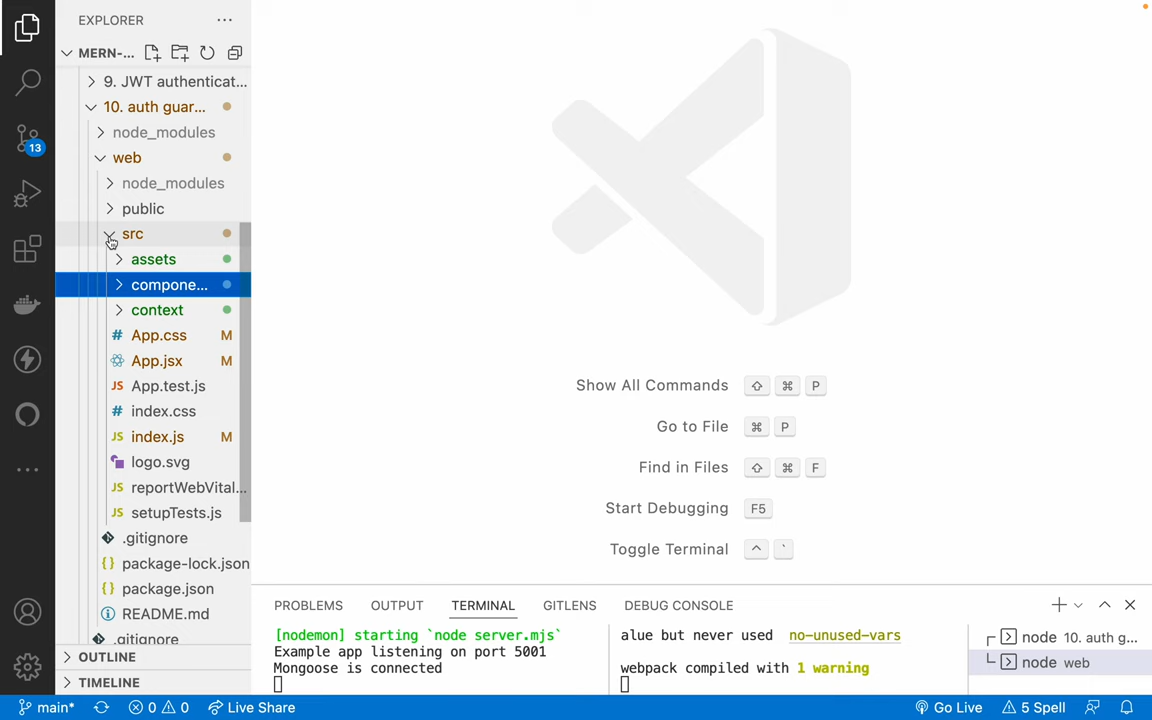 EXPLORER
MERN-...
9. JWT authenticat...
10. auth guar...
node_modules
web
node_modules
public
src
assets
compone...
context
# App.css M
App.jsx M
JS App.test.js
# index.css
JS index.js M
logo.svg
JS reportWebVital...
JS setupTests.js
.gitignore
{} package-lock.json
{} package.json
README.md
.gitignore
OUTLINE
TIMELINE
13
Show All Commands ⇧ ⌘ P
Go to File ⌘ P
Find in Files ⇧ ⌘ F
Start Debugging F5
Toggle Terminal ^ `
PROBLEMS OUTPUT TERMINAL GITLENS DEBUG CONSOLE
[nodemon] starting `node server.mjs`
Example app listening on port 5001
Mongoose is connected
alue but never used no-unused-vars
webpack compiled with 1 warning
node 10. auth g...
node web
main* 0 0 Live Share Go Live 5 Spell